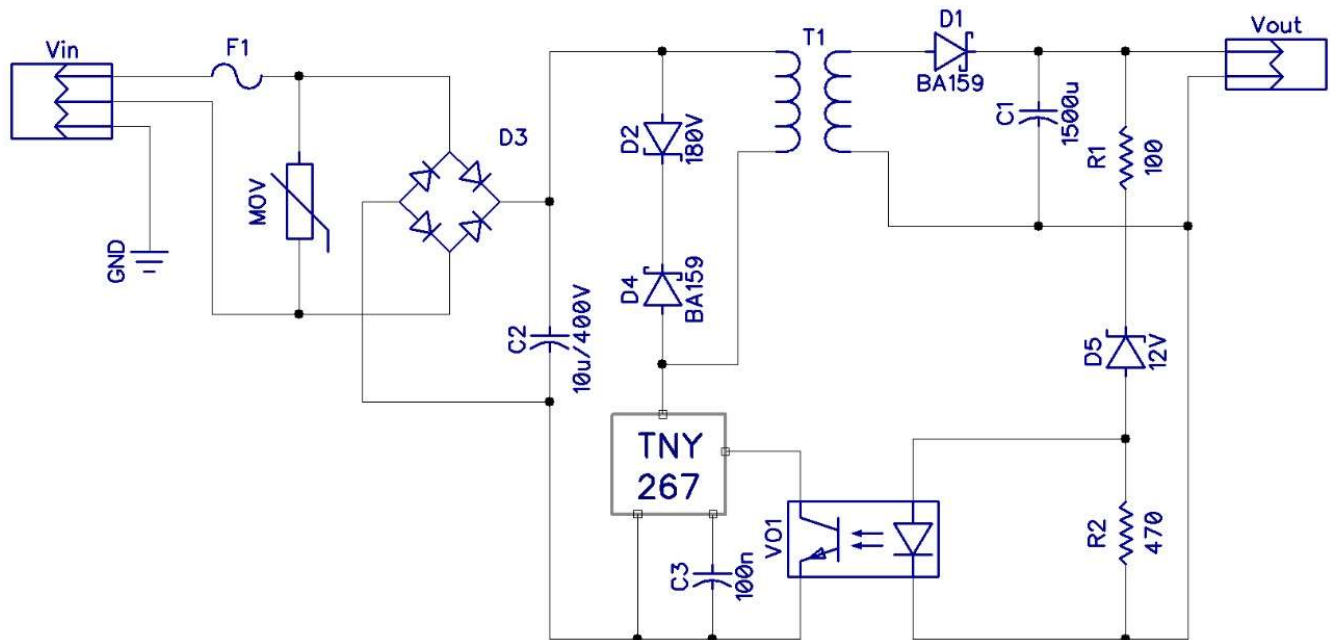 Vin
F1
T1
D1
BA159
Vout
D3
D2
180V
C1
1500u
R1
100
MOV
GND
D4
BA159
C2
10u/400V
D5
12V
TNY
267
VO1
C3
100n
R2
470